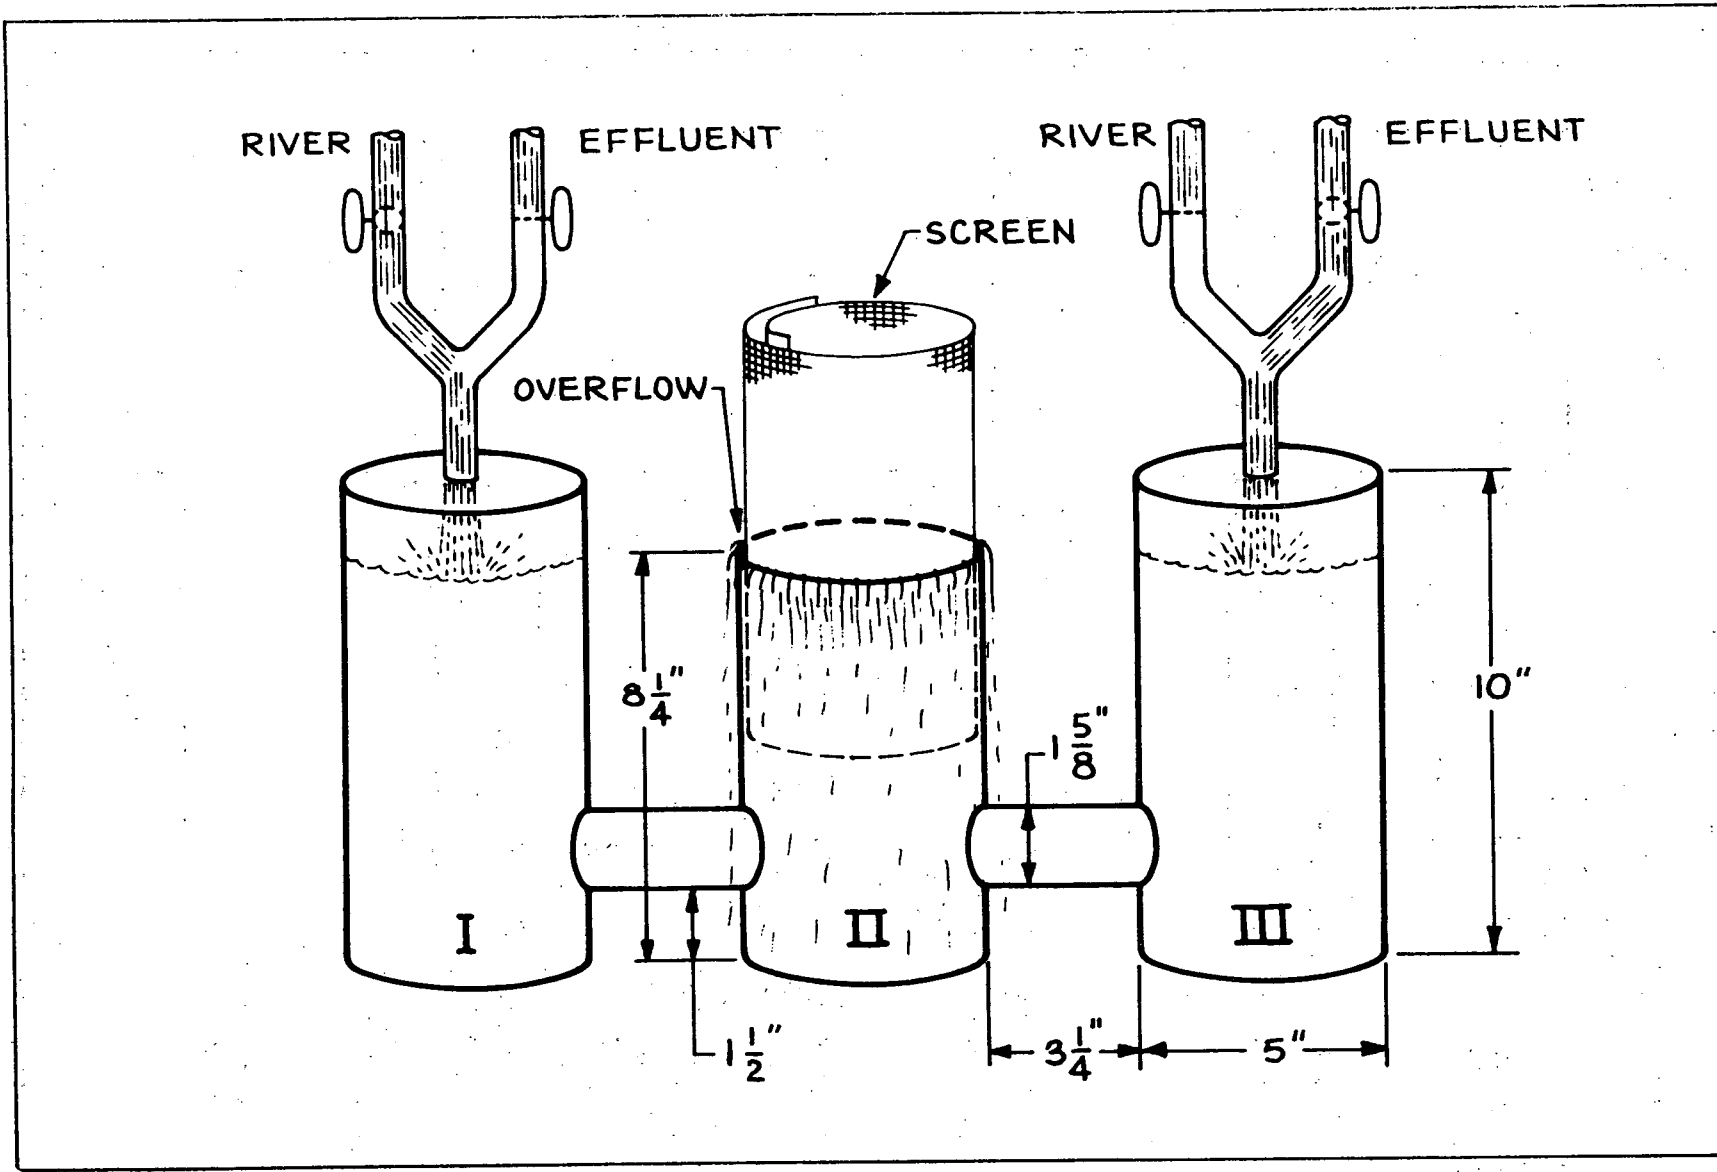 RIVER
EFFLUENT
RIVER
EFFLUENT
SCREEN
OVERFLOW
8 1/4"
1 5/8"
10"
I
II
III
1 1/2"
3 1/4"
5"